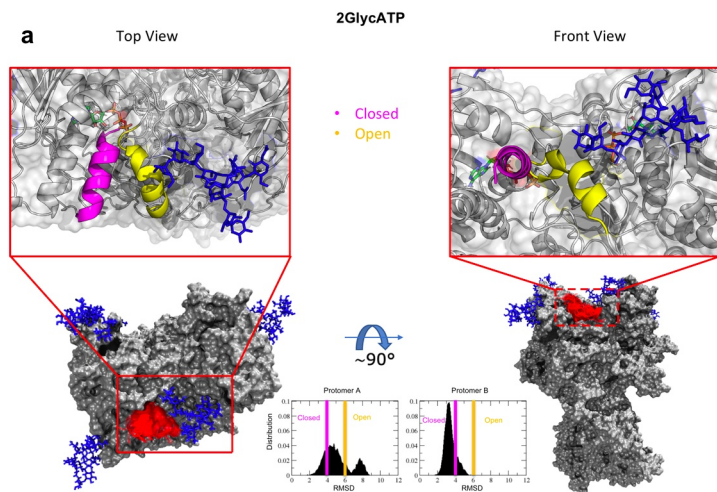 2GlycATP
a
Top View
Front View
• Closed
• Open
~90°
Protomer A
Protomer B
Distribution
0.1
0.08
0.06
0.04
0.02
0
Closed
Open
0 4 6 8 12
RMSD
0.1
0.08
0.06
0.04
0.02
0
Closed
Open
0 2 4 6 8 10 12
RMSD